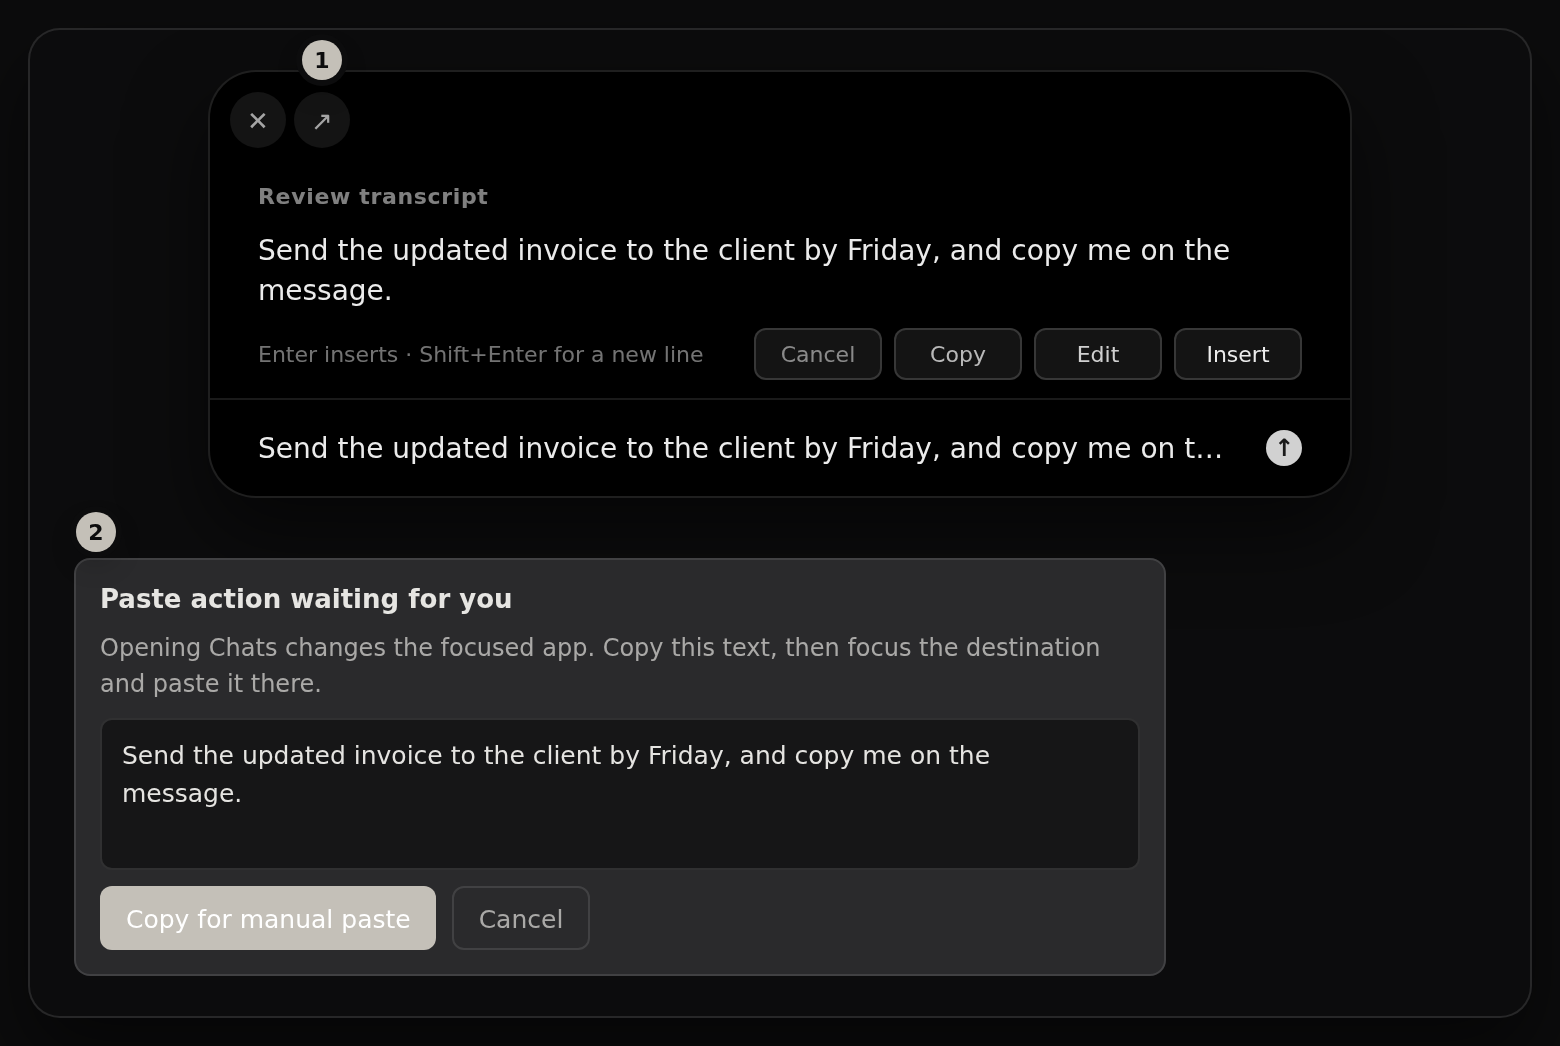 1
✕ ↗
Review transcript
Send the updated invoice to the client by Friday, and copy me on the
message.
Enter inserts · Shift+Enter for a new line Cancel Copy Edit Insert
Send the updated invoice to the client by Friday, and copy me on t… ↑
2
Paste action waiting for you
Opening Chats changes the focused app. Copy this text, then focus the destination
and paste it there.
Send the updated invoice to the client by Friday, and copy me on the
message.
Copy for manual paste Cancel